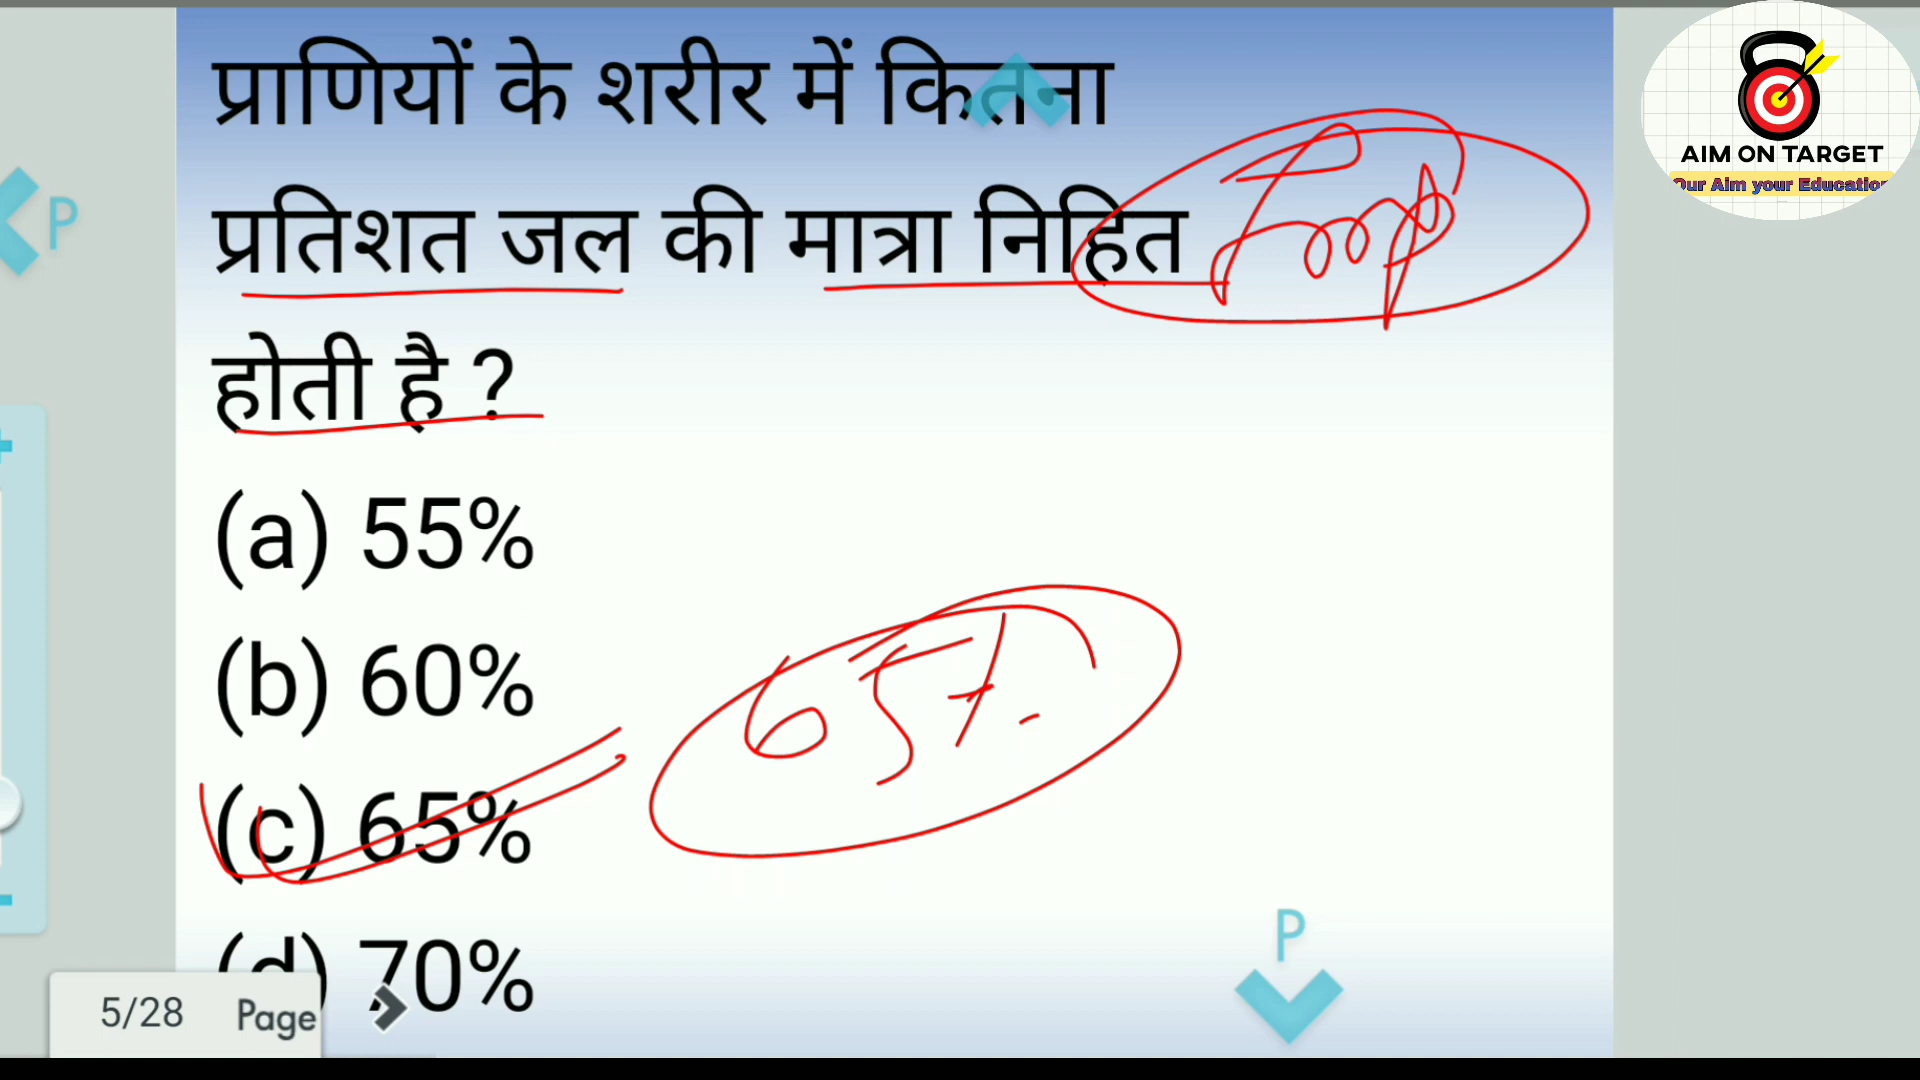 प्राणियों के शरीर में कितना
प्रतिशत जल की मात्रा निहित
Imp
होती है ?
(a) 55%
(b) 60%
65%
(c) 65%
(d) 70%
5/28 Page
P
P
AIM ON TARGET
Our Aim your Education